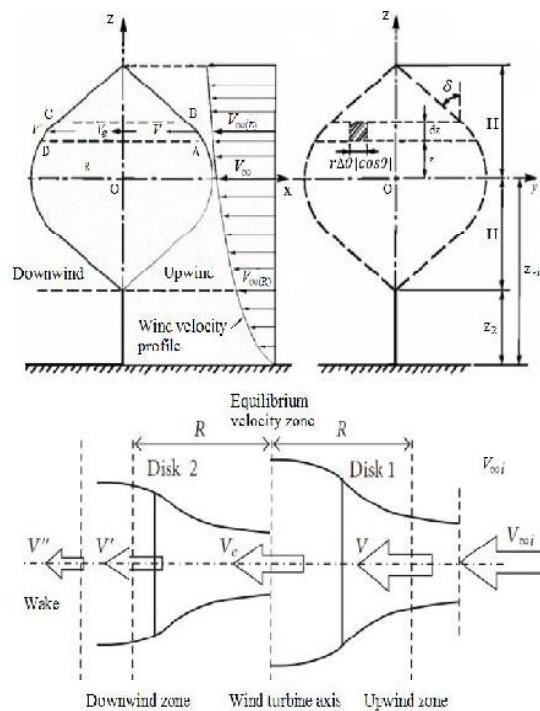 z
z
C
B
δ
V∞(z)
V'
Ve
V
dz
D
A
z
H
rΔθ|cosθ|
R
V∞
O
x
O
y
H
Downwind
Upwind
V∞(R)
Wind velocity
profile
zR
Equilibrium
velocity zone
R
R
Disk 2
Disk 1
V∞i
V''
V'
Ve
V
V∞i
Wake
Downwind zone
Wind turbine axis
Upwind zone